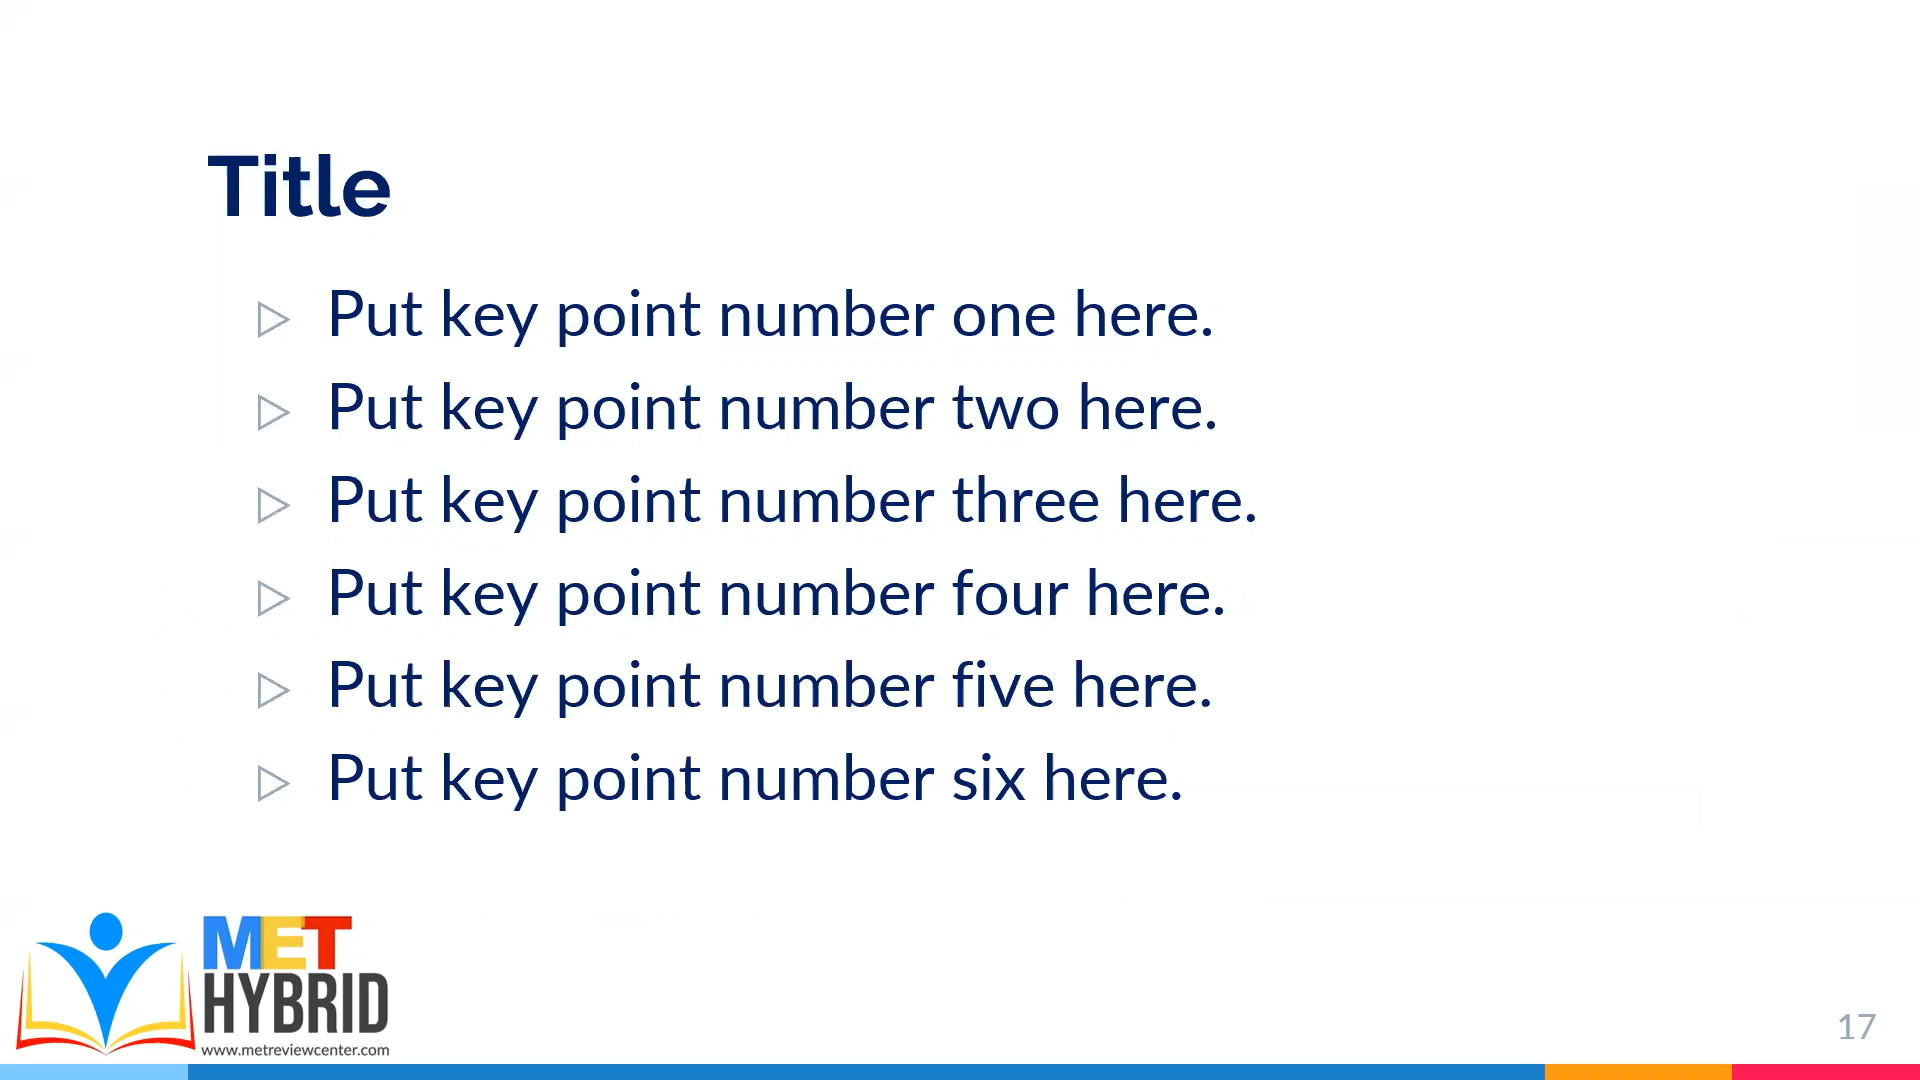 Title
▷ Put key point number one here.
▷ Put key point number two here.
▷ Put key point number three here.
▷ Put key point number four here.
▷ Put key point number five here.
▷ Put key point number six here.
MET
HYBRID
www.metreviewcenter.com
17